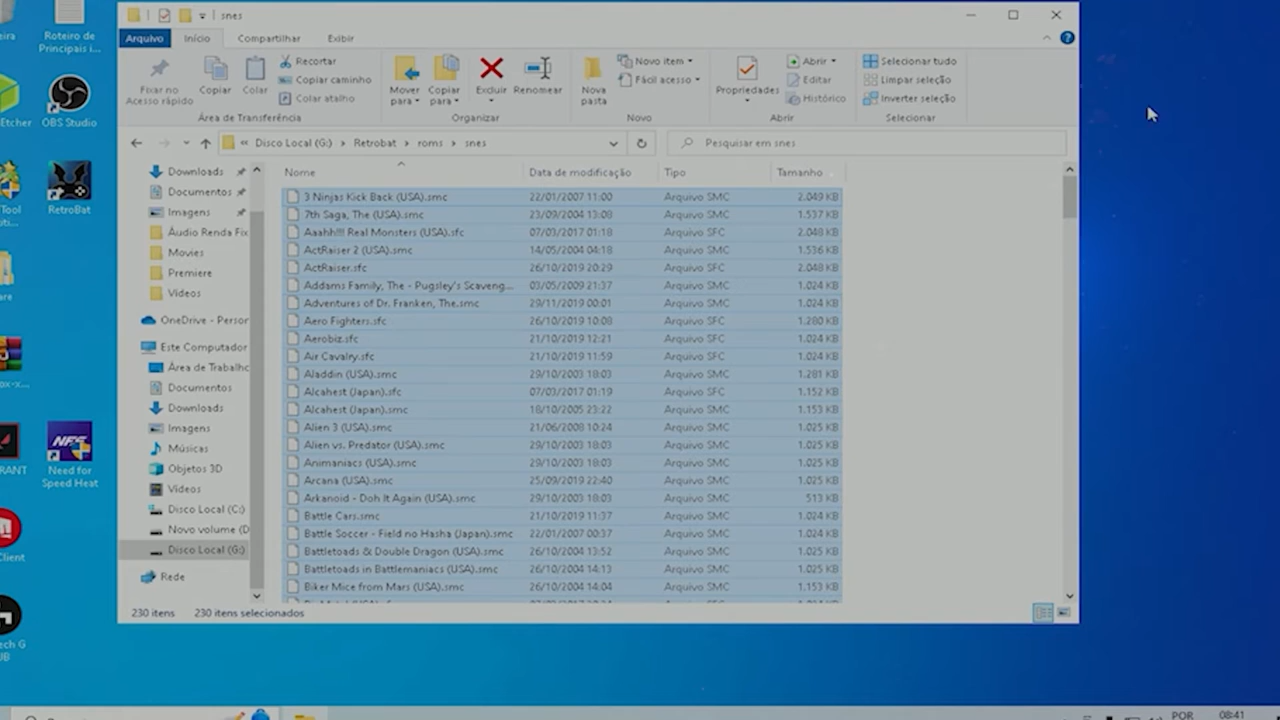 snes
Arquivo Início Compartilhar Exibir
Fixar no Acesso rápido
Copiar
Colar
Recortar
Copiar caminho
Colar atalho
Mover para
Copiar para
Excluir
Renomear
Nova pasta
Novo item
Fácil acesso
Propriedades
Abrir
Editar
Histórico
Selecionar tudo
Limpar seleção
Inverter seleção
Área de Transferência Organizar Novo Abrir Selecionar
« Disco Local (G:) › Retrobat › roms › snes
Pesquisar em snes
Downloads
Documentos
Imagens
Áudio Renda Fix
Movies
Premiere
Vídeos
OneDrive - Person
Este Computador
Área de Trabalho
Documentos
Downloads
Imagens
Músicas
Objetos 3D
Vídeos
Disco Local (C:)
Novo volume (D
Disco Local (G:)
Rede
Nome Data de modificação Tipo Tamanho
3 Ninjas Kick Back (USA).smc 22/01/2007 11:00 Arquivo SMC 2.049 KB
7th Saga, The (USA).smc 23/09/2004 13:08 Arquivo SMC 1.537 KB
Aaahh!!! Real Monsters (USA).sfc 07/03/2017 01:18 Arquivo SFC 2.048 KB
ActRaiser 2 (USA).smc 14/05/2004 04:18 Arquivo SMC 1.536 KB
ActRaiser.sfc 26/10/2019 20:29 Arquivo SFC 2.048 KB
Addams Family, The - Pugsley's Scaveng... 03/05/2009 21:37 Arquivo SMC 1.024 KB
Adventures of Dr. Franken, The.smc 29/11/2019 00:01 Arquivo SMC 1.024 KB
Aero Fighters.sfc 26/10/2019 10:08 Arquivo SFC 1.280 KB
Aerobiz.sfc 21/10/2019 12:21 Arquivo SFC 1.024 KB
Air Cavalry.sfc 21/10/2019 11:59 Arquivo SFC 1.024 KB
Aladdin (USA).smc 29/10/2003 18:03 Arquivo SMC 1.281 KB
Alcahest (Japan).sfc 07/03/2017 01:19 Arquivo SFC 1.152 KB
Alcahest (Japan).smc 18/10/2005 23:22 Arquivo SMC 1.153 KB
Alien 3 (USA).smc 21/06/2008 10:24 Arquivo SMC 1.025 KB
Alien vs. Predator (USA).smc 29/10/2003 18:03 Arquivo SMC 1.025 KB
Animaniacs (USA).smc 29/10/2003 18:03 Arquivo SMC 1.025 KB
Arcana (USA).smc 25/09/2019 22:40 Arquivo SMC 1.025 KB
Arkanoid - Doh It Again (USA).smc 29/10/2003 18:03 Arquivo SMC 513 KB
Battle Cars.smc 21/10/2019 11:37 Arquivo SMC 1.024 KB
Battle Soccer - Field no Hasha (Japan).smc 22/01/2007 00:37 Arquivo SMC 1.024 KB
Battletoads & Double Dragon (USA).smc 26/10/2004 13:52 Arquivo SMC 1.025 KB
Battletoads in Battlemaniacs (USA).smc 26/10/2004 14:13 Arquivo SMC 1.025 KB
Biker Mice from Mars (USA).smc 26/10/2004 14:04 Arquivo SMC 1.153 KB
230 itens 230 itens selecionados
Roteiro de
Principais i...
Etcher
OBS Studio
Tool
RetroBat
RANT
NFS
Need for
Speed Heat
Client
POR
08:41